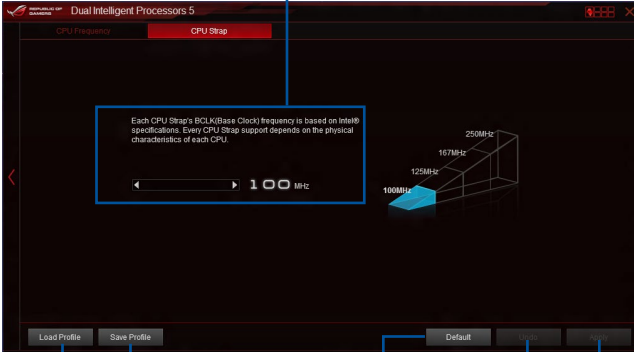 REPUBLIC OF
GAMERS
Dual Intelligent Processors 5
CPU Frequency
CPU Strap
Each CPU Strap's BCLK(Base Clock) frequency is based on Intel®
specifications. Every CPU Strap support depends on the physical
characteristics of each CPU.
100 MHz
250MHz
167MHz
125MHz
100MHz
Load Profile
Save Profile
Default
Undo
Apply